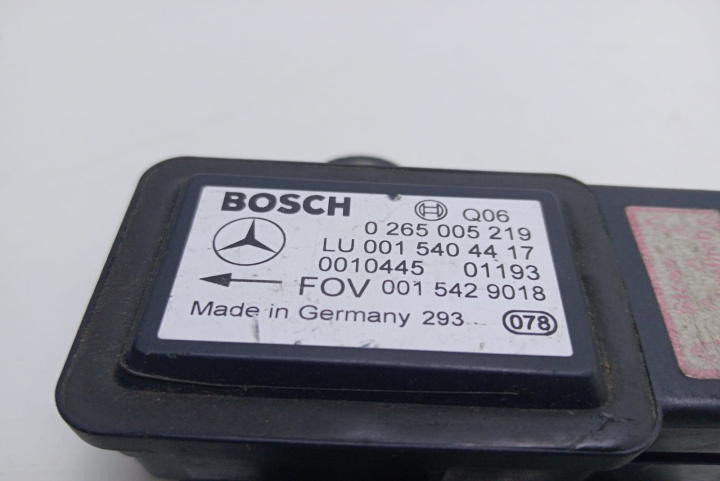 BOSCH Q06
0 265 005 219
LU 001 540 44 17
0010445 01193
FOV 001 542 9018
Made in Germany 293 078